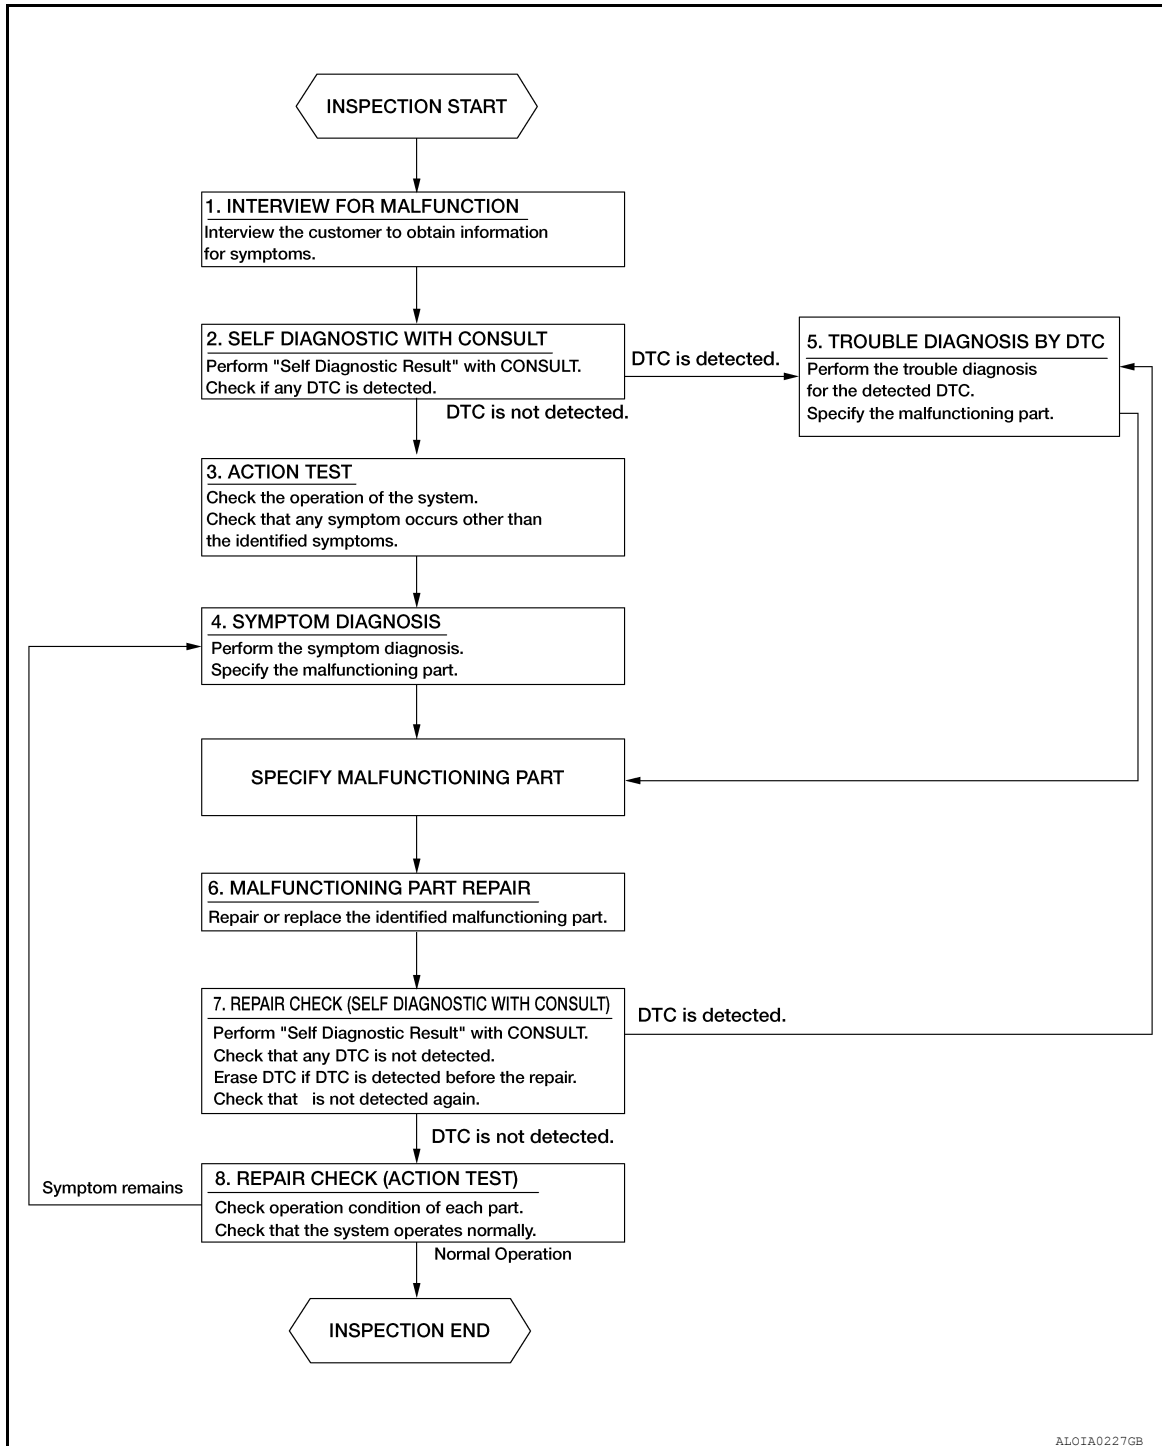 INSPECTION START
1. INTERVIEW FOR MALFUNCTION
Interview the customer to obtain information
for symptoms.
2. SELF DIAGNOSTIC WITH CONSULT
Perform "Self Diagnostic Result" with CONSULT.
Check if any DTC is detected.
DTC is detected.
5. TROUBLE DIAGNOSIS BY DTC
Perform the trouble diagnosis
for the detected DTC.
Specify the malfunctioning part.
DTC is not detected.
3. ACTION TEST
Check the operation of the system.
Check that any symptom occurs other than
the identified symptoms.
4. SYMPTOM DIAGNOSIS
Perform the symptom diagnosis.
Specify the malfunctioning part.
SPECIFY MALFUNCTIONING PART
6. MALFUNCTIONING PART REPAIR
Repair or replace the identified malfunctioning part.
7. REPAIR CHECK (SELF DIAGNOSTIC WITH CONSULT)
Perform "Self Diagnostic Result" with CONSULT.
Check that any DTC is not detected.
Erase DTC if DTC is detected before the repair.
Check that is not detected again.
DTC is detected.
DTC is not detected.
8. REPAIR CHECK (ACTION TEST)
Check operation condition of each part.
Check that the system operates normally.
Symptom remains
Normal Operation
INSPECTION END
ALOIA0227GB